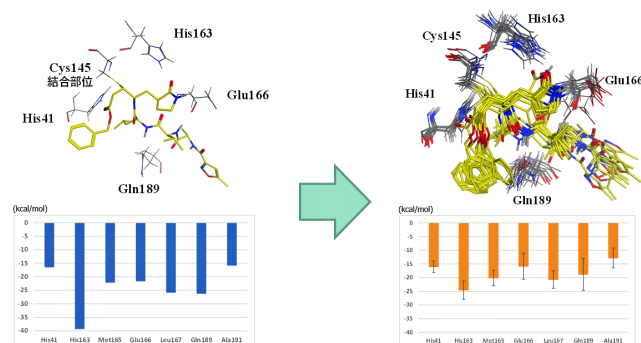 His163
Cys145
結合部位
Glu166
His41
Gln189
(kcal/mol)
0
-5
-10
-15
-20
-25
-30
-35
-40
His41 His163 Met165 Glu166 Leu167 Gln189 Ala191
His163
Cys145
Glu166
His41
Gln189
(kcal/mol)
0
-5
-10
-15
-20
-25
-30
-35
-40
His41 His163 Met165 Glu166 Leu167 Gln189 Ala191